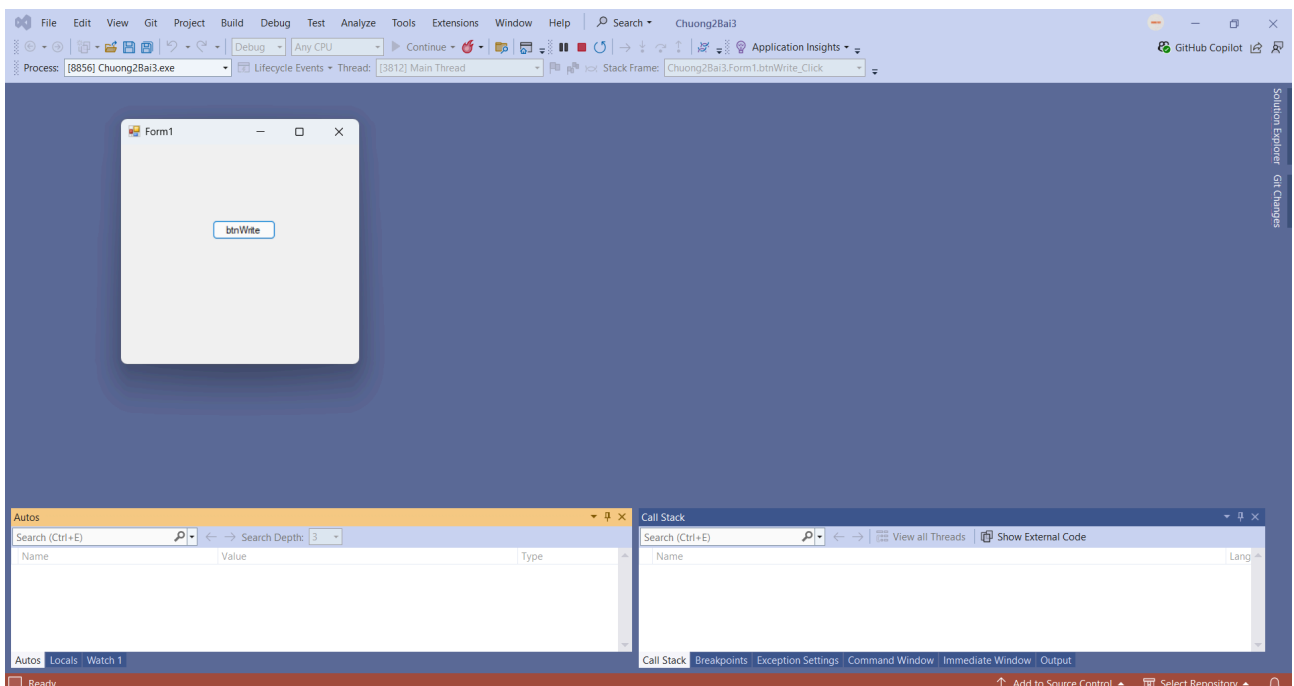 File Edit View Git Project Build Debug Test Analyze Tools Extensions Window Help Search Chuong2Bai3
Debug Any CPU Continue Application Insights GitHub Copilot
Process: [8856] Chuong2Bai3.exe Lifecycle Events Thread: [3812] Main Thread Stack Frame: Chuong2Bai3.Form1.btnWrite_Click
Solution Explorer
Git Changes
Form1
btnWrite
Autos
Search (Ctrl+E) Search Depth: 3
Name Value Type
Autos Locals Watch 1
Call Stack
Search (Ctrl+E) View all Threads Show External Code
Name Lang
Call Stack Breakpoints Exception Settings Command Window Immediate Window Output
Ready Add to Source Control Select Repository